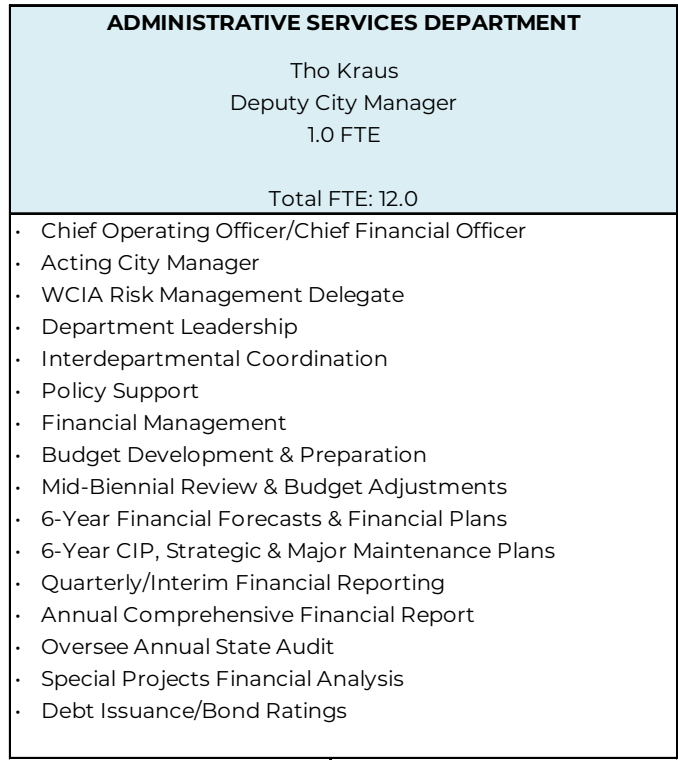 ADMINISTRATIVE SERVICES DEPARTMENT
Tho Kraus
Deputy City Manager
1.0 FTE
Total FTE: 12.0
· Chief Operating Officer/Chief Financial Officer
· Acting City Manager
· WCIA Risk Management Delegate
· Department Leadership
· Interdepartmental Coordination
· Policy Support
· Financial Management
· Budget Development & Preparation
· Mid-Biennial Review & Budget Adjustments
· 6-Year Financial Forecasts & Financial Plans
· 6-Year CIP, Strategic & Major Maintenance Plans
· Quarterly/Interim Financial Reporting
· Annual Comprehensive Financial Report
· Oversee Annual State Audit
· Special Projects Financial Analysis
· Debt Issuance/Bond Ratings